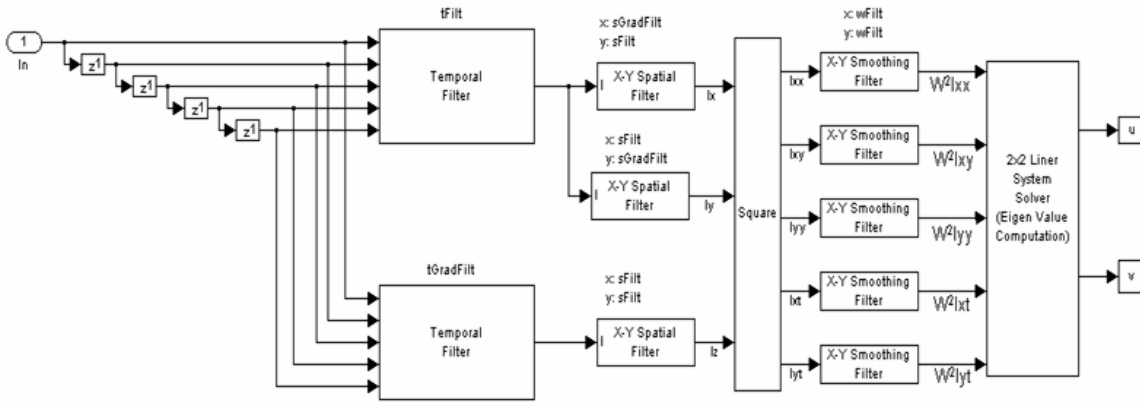 tFilt
1
In
z1
z1
z1
z1
Temporal
Filter
x: sGradFilt
y: sFilt
I
X-Y Spatial
Filter
Ix
x: sFilt
y: sGradFilt
I
X-Y Spatial
Filter
Iy
tGradFilt
Temporal
Filter
x: sFilt
y: sFilt
I
X-Y Spatial
Filter
Iz
Square
x: wFilt
y: wFilt
Ixx
X-Y Smoothing
Filter
W²Ixx
Ixy
X-Y Smoothing
Filter
W²Ixy
Iyy
X-Y Smoothing
Filter
W²Iyy
Ixt
X-Y Smoothing
Filter
W²Ixt
Iyt
X-Y Smoothing
Filter
W²Iyt
2x2 Liner
System
Solver
(Eigen Value
Computation)
u
v